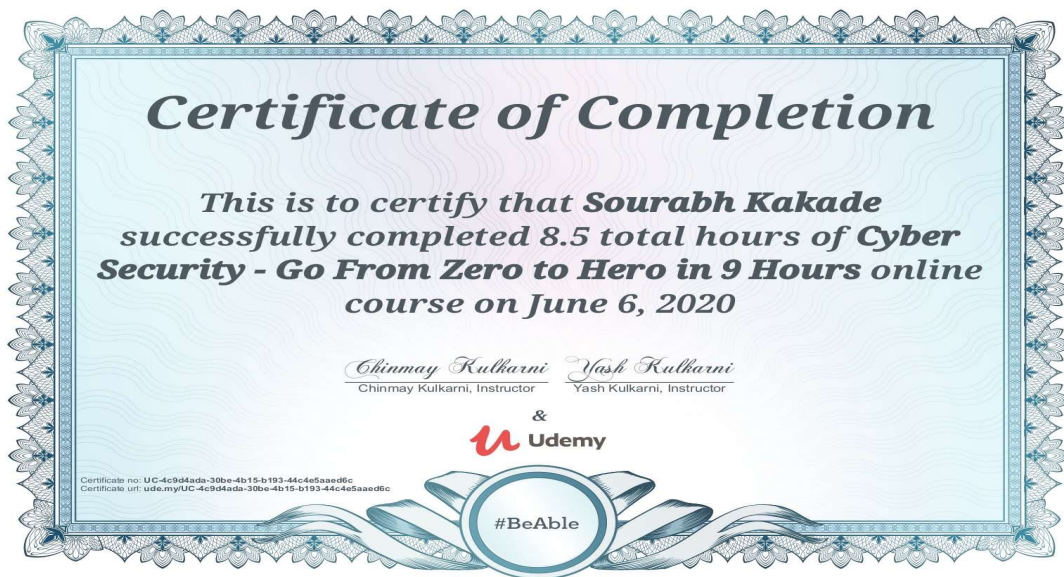 Certificate of Completion
This is to certify that Sourabh Kakade
successfully completed 8.5 total hours of Cyber
Security - Go From Zero to Hero in 9 Hours online
course on June 6, 2020
Chinmay Kulkarni Yash Kulkarni
Chinmay Kulkarni, Instructor Yash Kulkarni, Instructor
&
Udemy
Certificate no: UC-4c9d4ada-30be-4b15-b193-44c4e5aaed6c
Certificate url: ude.my/UC-4c9d4ada-30be-4b15-b193-44c4e5aaed6c
#BeAble